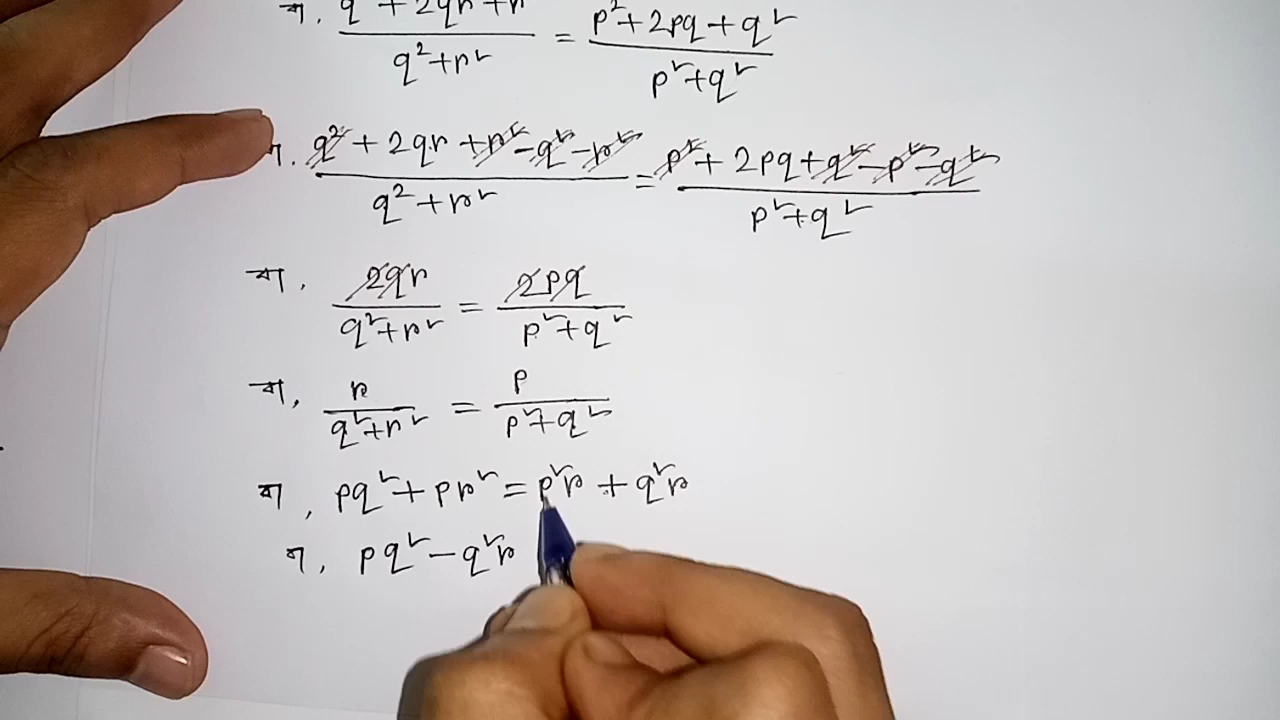 বা, q² + 2qr + r² / q² + r² = p² + 2pq + q² / p² + q²
বা, q² + 2qr + r² - q² - r² / q² + r² = p² + 2pq + q² - p² - q² / p² + q²
বা, 2qr / q² + r² = 2pq / p² + q²
বা, r / q² + r² = p / p² + q²
বা, pq² + pr² = p²r + q²r
বা, pq² - q²r